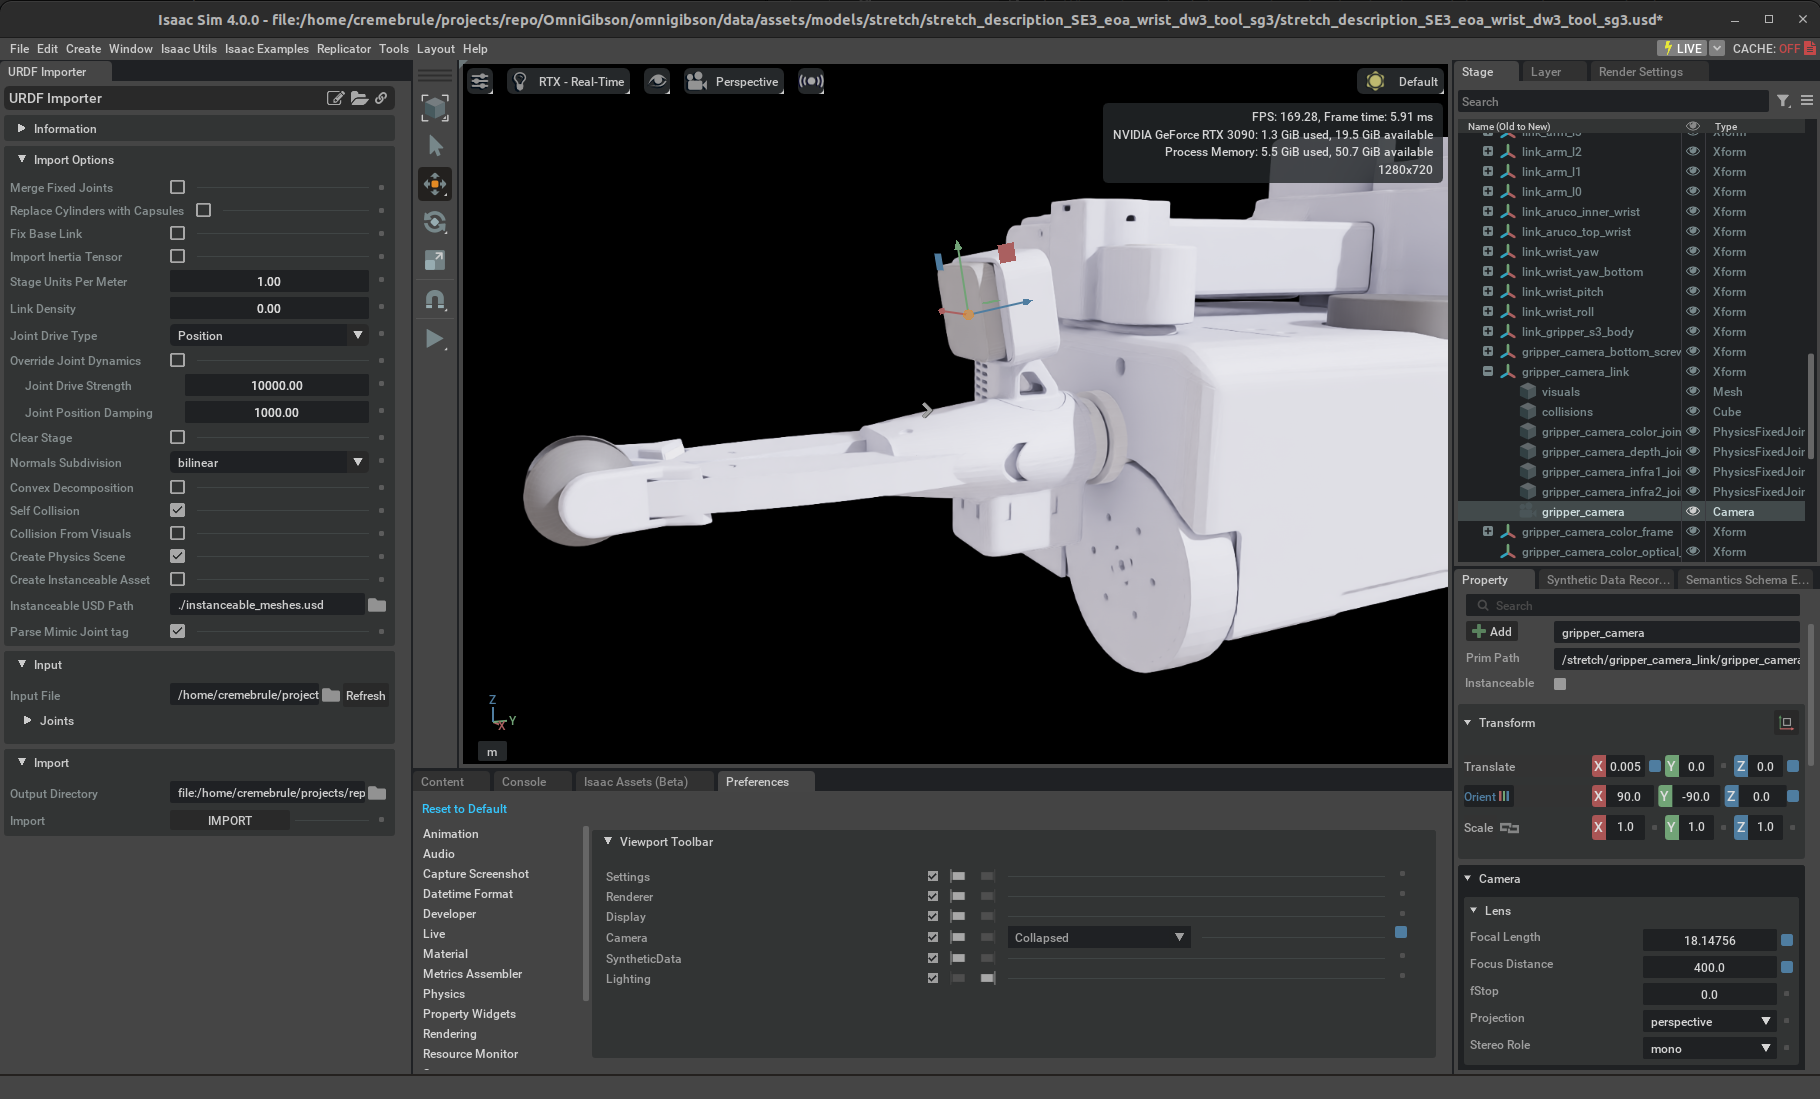 Isaac Sim 4.0.0 - file:/home/cremebrule/projects/repo/OmniGibson/omnigibson/data/assets/models/stretch/stretch_description_SE3_eoa_wrist_dw3_tool_sg3/stretch_description_SE3_eoa_wrist_dw3_tool_sg3.usd*
File Edit Create Window Isaac Utils Isaac Examples Replicator Tools Layout Help
LIVE CACHE: OFF
URDF Importer
URDF Importer
Information
Import Options
Merge Fixed Joints
Replace Cylinders with Capsules
Fix Base Link
Import Inertia Tensor
Stage Units Per Meter 1.00
Link Density 0.00
Joint Drive Type Position
Override Joint Dynamics
Joint Drive Strength 10000.00
Joint Position Damping 1000.00
Clear Stage
Normals Subdivision bilinear
Convex Decomposition
Self Collision
Collision From Visuals
Create Physics Scene
Create Instanceable Asset
Instanceable USD Path ./instanceable_meshes.usd
Parse Mimic Joint tag
Input
Input File /home/cremebrule/project Refresh
Joints
Import
Output Directory file:/home/cremebrule/projects/rep
Import IMPORT
RTX - Real-Time Perspective Default
FPS: 169.28, Frame time: 5.91 ms
NVIDIA GeForce RTX 3090: 1.3 GiB used, 19.5 GiB available
Process Memory: 5.5 GiB used, 50.7 GiB available
1280x720
Z
Y
X
m
Content Console Isaac Assets (Beta) Preferences
Reset to Default
Animation
Audio
Capture Screenshot
Datetime Format
Developer
Live
Material
Metrics Assembler
Physics
Property Widgets
Rendering
Resource Monitor
Viewport Toolbar
Settings
Renderer
Display
Camera Collapsed
SyntheticData
Lighting
Stage Layer Render Settings
Search
Name (Old to New) Type
link_arm_l3 Xform
link_arm_l2 Xform
link_arm_l1 Xform
link_arm_l0 Xform
link_aruco_inner_wrist Xform
link_aruco_top_wrist Xform
link_wrist_yaw Xform
link_wrist_yaw_bottom Xform
link_wrist_pitch Xform
link_wrist_roll Xform
link_gripper_s3_body Xform
gripper_camera_bottom_screw Xform
gripper_camera_link Xform
visuals Mesh
collisions Cube
gripper_camera_color_join PhysicsFixedJoir
gripper_camera_depth_joi PhysicsFixedJoir
gripper_camera_infra1_joi PhysicsFixedJoir
gripper_camera_infra2_joi PhysicsFixedJoir
gripper_camera Camera
gripper_camera_color_frame Xform
gripper_camera_color_optical_ Xform
Property Synthetic Data Recor... Semantics Schema E...
Search
Add gripper_camera
Prim Path /stretch/gripper_camera_link/gripper_camera
Instanceable
Transform
Translate X 0.005 Y 0.0 Z 0.0
Orient X 90.0 Y -90.0 Z 0.0
Scale X 1.0 Y 1.0 Z 1.0
Camera
Lens
Focal Length 18.14756
Focus Distance 400.0
fStop 0.0
Projection perspective
Stereo Role mono